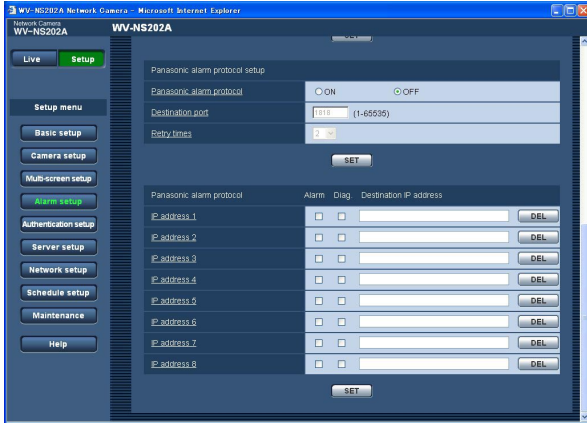 WV-NS202A Network Camera - Microsoft Internet Explorer
Network Camera
WV-NS202A
WV-NS202A
Live
Setup
SET
Panasonic alarm protocol setup
Panasonic alarm protocol
ON
OFF
Setup menu
Destination port
1818
(1-65535)
Retry times
2
Basic setup
SET
Camera setup
Multi-screen setup
Alarm setup
Authentication setup
Server setup
Network setup
Schedule setup
Maintenance
Help
Panasonic alarm protocol Alarm Diag. Destination IP address
IP address 1 DEL
IP address 2 DEL
IP address 3 DEL
IP address 4 DEL
IP address 5 DEL
IP address 6 DEL
IP address 7 DEL
IP address 8 DEL
SET